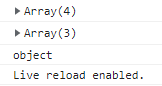 Array(4)
Array(3)
object
Live reload enabled.